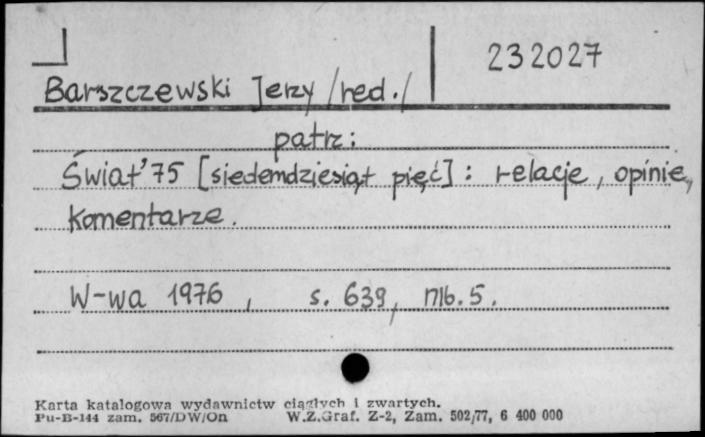 232027
Barszczewski Jerzy /red./
patrz:
Świat'75 [siedemdziesiąt pięć] : relacje, opinie,
komentarze.
W-wa 1976, s. 639, nlb. 5.
Karta katalogowa wydawnictw ciągłych i zwartych.
Pu-B-144 zam. 567/DW/On W.Z.Graf. Z-2, Zam. 502/77, 6 400 000